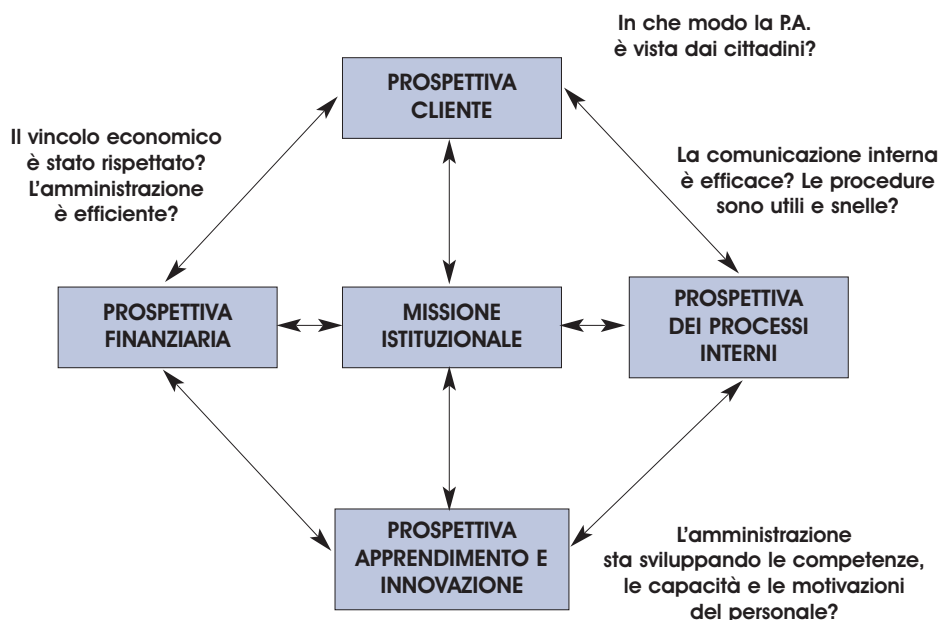 In che modo la P.A.
è vista dai cittadini?
PROSPETTIVA
CLIENTE
Il vincolo economico
è stato rispettato?
L'amministrazione
è efficiente?
La comunicazione interna
è efficace? Le procedure
sono utili e snelle?
PROSPETTIVA
FINANZIARIA
MISSIONE
ISTITUZIONALE
PROSPETTIVA
DEI PROCESSI
INTERNI
PROSPETTIVA
APPRENDIMENTO E
INNOVAZIONE
L'amministrazione
sta sviluppando le competenze,
le capacità e le motivazioni
del personale?